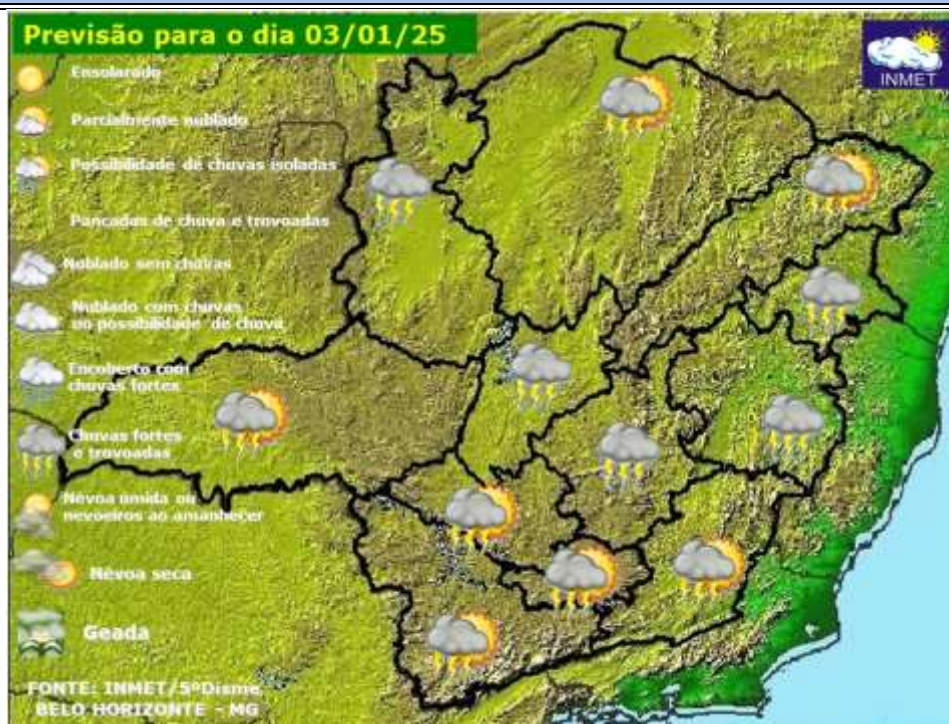 Previsão para o dia 03/01/25
INMET
Ensolarado
Parcialmente nublado
Possibilidade de chuvas isoladas
Pancadas de chuva e trovoadas
Nublado sem chuvas
Nublado com chuvas
ou possibilidade de chuva
Encoberto com
chuvas fortes
Chuvas fortes
e trovoadas
Névoa úmida ou
nevoeiros ao amanhecer
Névoa seca
Geada
FONTE: INMET/5ºDisme
BELO HORIZONTE - MG